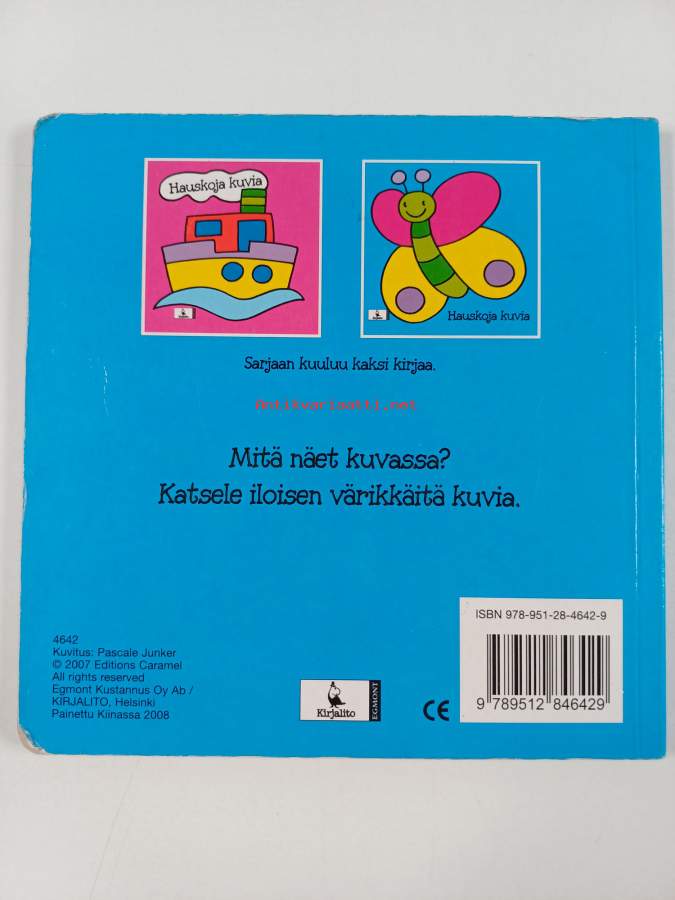 Hauskoja kuvia
Hauskoja kuvia
Sarjaan kuuluu kaksi kirjaa.
Antikvariaatti.net
Mitä näet kuvassa?
Katsele iloisen värikkäitä kuvia.
ISBN 978-951-28-4642-9
9 789512 846429
4642
Kuvitus: Pascale Junker
© 2007 Editions Caramel
All rights reserved
Egmont Kustannus Oy Ab /
KIRJALITO, Helsinki
Painettu Kiinassa 2008
Kirjalito
EGMONT
CE